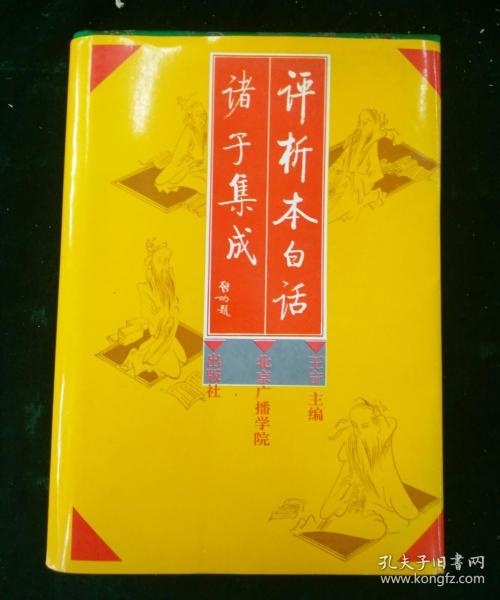 评析本白话
诸子集成
启功题
王宁 主编
北京广播学院
出版社
孔夫子旧书网
www.kongfz.com